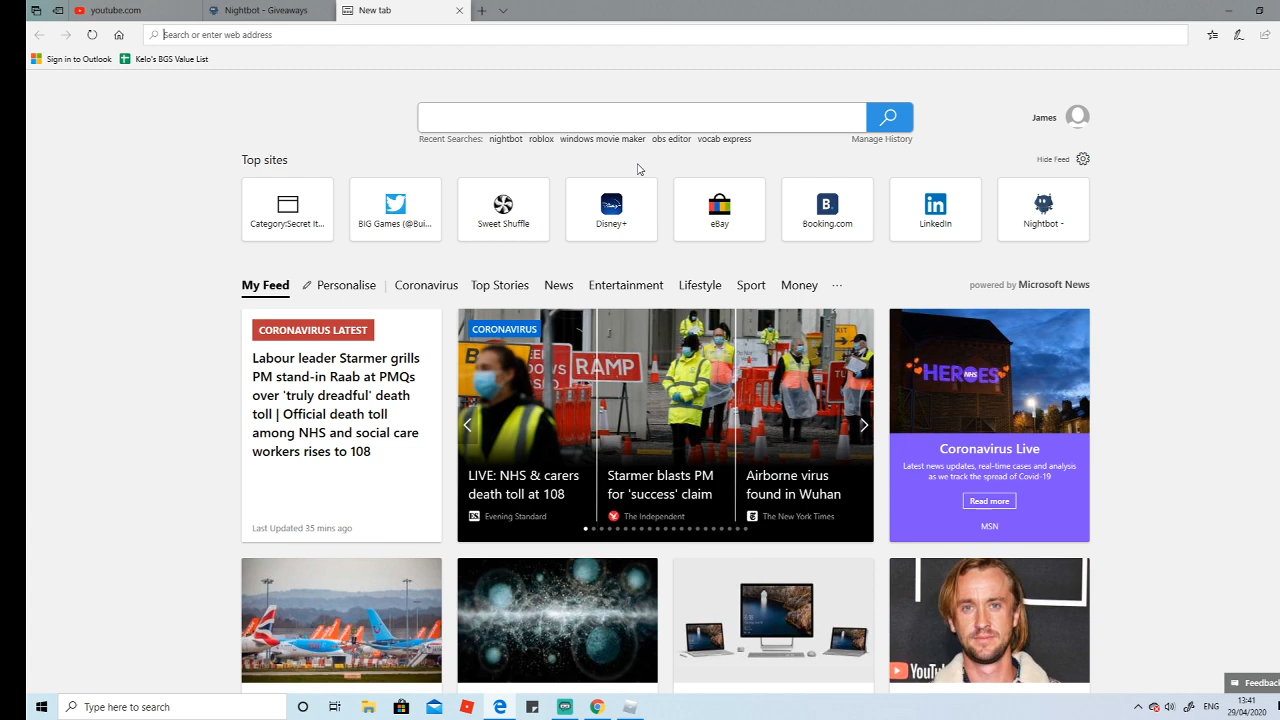 youtube.com
Nightbot - Giveaways
New tab
Search or enter web address
Sign in to Outlook
Kelo's BGS Value List
Recent Searches: nightbot roblox windows movie maker obs editor vocab express
Manage History
James
Top sites
Hide Feed
Category:Secret It...
BIG Games (@Bui...
Sweet Shuffle
Disney+
eBay
Booking.com
LinkedIn
Nightbot -
My Feed
Personalise
Coronavirus
Top Stories
News
Entertainment
Lifestyle
Sport
Money
...
powered by Microsoft News
CORONAVIRUS LATEST
Labour leader Starmer grills
PM stand-in Raab at PMQs
over 'truly dreadful' death
toll | Official death toll
among NHS and social care
workers rises to 108
Last Updated 35 mins ago
CORONAVIRUS
RAMP
EXIT
LIVE: NHS & carers
death toll at 108
Evening Standard
Starmer blasts PM
for 'success' claim
The Independent
Airborne virus
found in Wuhan
The New York Times
HEROES
NHS
Coronavirus Live
Latest news updates, real-time cases and analysis
as we track the spread of Covid-19
Read more
MSN
YouTu
Feedbac
Type here to search
ENG
13:41
29/04/2020